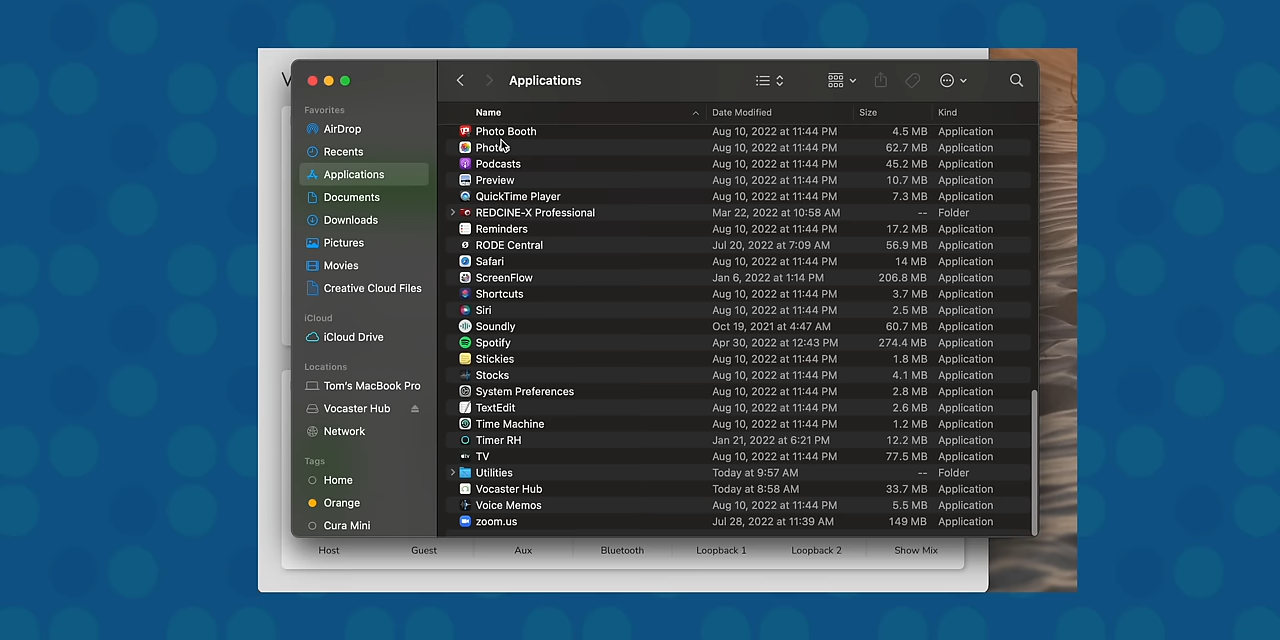 V
Applications
Favorites
AirDrop
Recents
Applications
Documents
Downloads
Pictures
Movies
Creative Cloud Files
iCloud
iCloud Drive
Locations
Tom's MacBook Pro
Vocaster Hub
Network
Tags
Home
Orange
Cura Mini
Name Date Modified Size Kind
Photo Booth Aug 10, 2022 at 11:44 PM 4.5 MB Application
Photos Aug 10, 2022 at 11:44 PM 62.7 MB Application
Podcasts Aug 10, 2022 at 11:44 PM 45.2 MB Application
Preview Aug 10, 2022 at 11:44 PM 10.7 MB Application
QuickTime Player Aug 10, 2022 at 11:44 PM 7.3 MB Application
REDCINE-X Professional Mar 22, 2022 at 10:58 AM -- Folder
Reminders Aug 10, 2022 at 11:44 PM 17.2 MB Application
RODE Central Jul 20, 2022 at 7:09 AM 56.9 MB Application
Safari Aug 10, 2022 at 11:44 PM 14 MB Application
ScreenFlow Jan 6, 2022 at 1:14 PM 206.8 MB Application
Shortcuts Aug 10, 2022 at 11:44 PM 3.7 MB Application
Siri Aug 10, 2022 at 11:44 PM 2.5 MB Application
Soundly Oct 19, 2021 at 4:47 AM 60.7 MB Application
Spotify Apr 30, 2022 at 12:43 PM 274.4 MB Application
Stickies Aug 10, 2022 at 11:44 PM 1.8 MB Application
Stocks Aug 10, 2022 at 11:44 PM 4.1 MB Application
System Preferences Aug 10, 2022 at 11:44 PM 2.8 MB Application
TextEdit Aug 10, 2022 at 11:44 PM 2.6 MB Application
Time Machine Aug 10, 2022 at 11:44 PM 1.2 MB Application
Timer RH Jan 21, 2022 at 6:21 PM 12.2 MB Application
TV Aug 10, 2022 at 11:44 PM 77.5 MB Application
Utilities Today at 9:57 AM -- Folder
Vocaster Hub Today at 8:58 AM 33.7 MB Application
Voice Memos Aug 10, 2022 at 11:44 PM 5.5 MB Application
zoom.us Jul 28, 2022 at 11:39 AM 149 MB Application
Host Guest Aux Bluetooth Loopback 1 Loopback 2 Show Mix